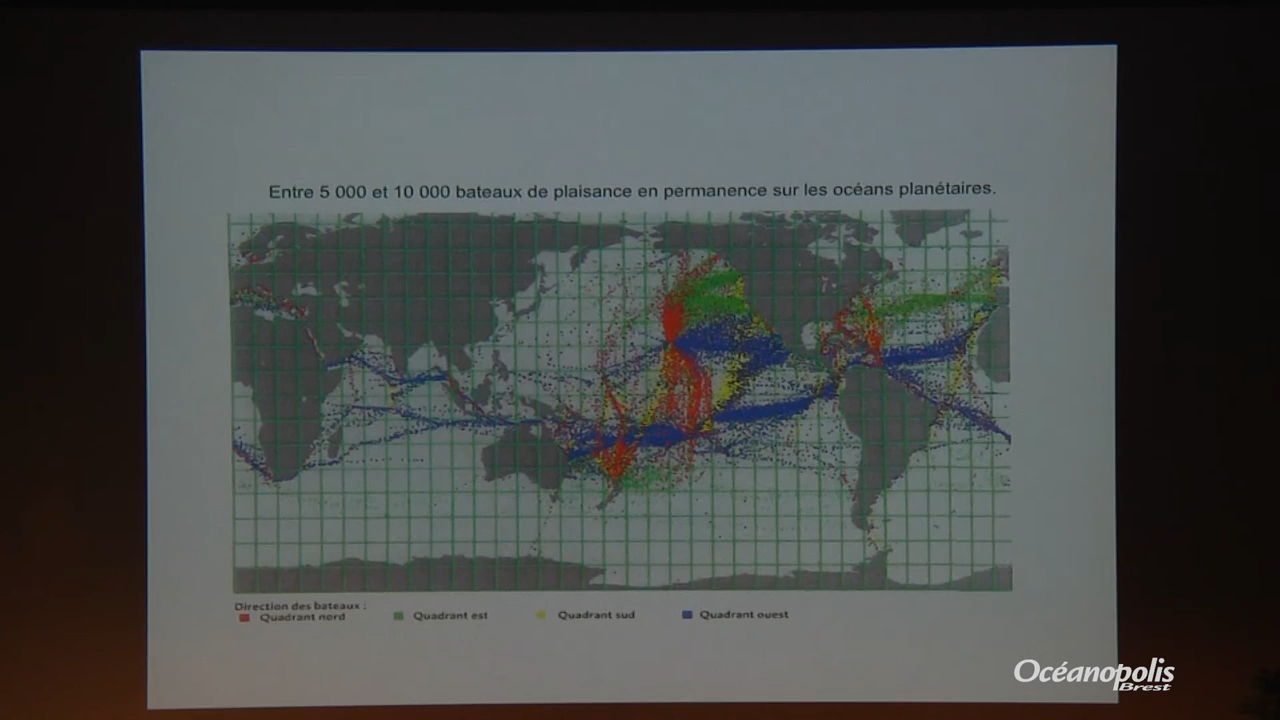 Entre 5 000 et 10 000 bateaux de plaisance en permanence sur les océans planétaires.
Direction des bateaux :
Quadrant nord
Quadrant est
Quadrant sud
Quadrant ouest
Océanopolis
Brest